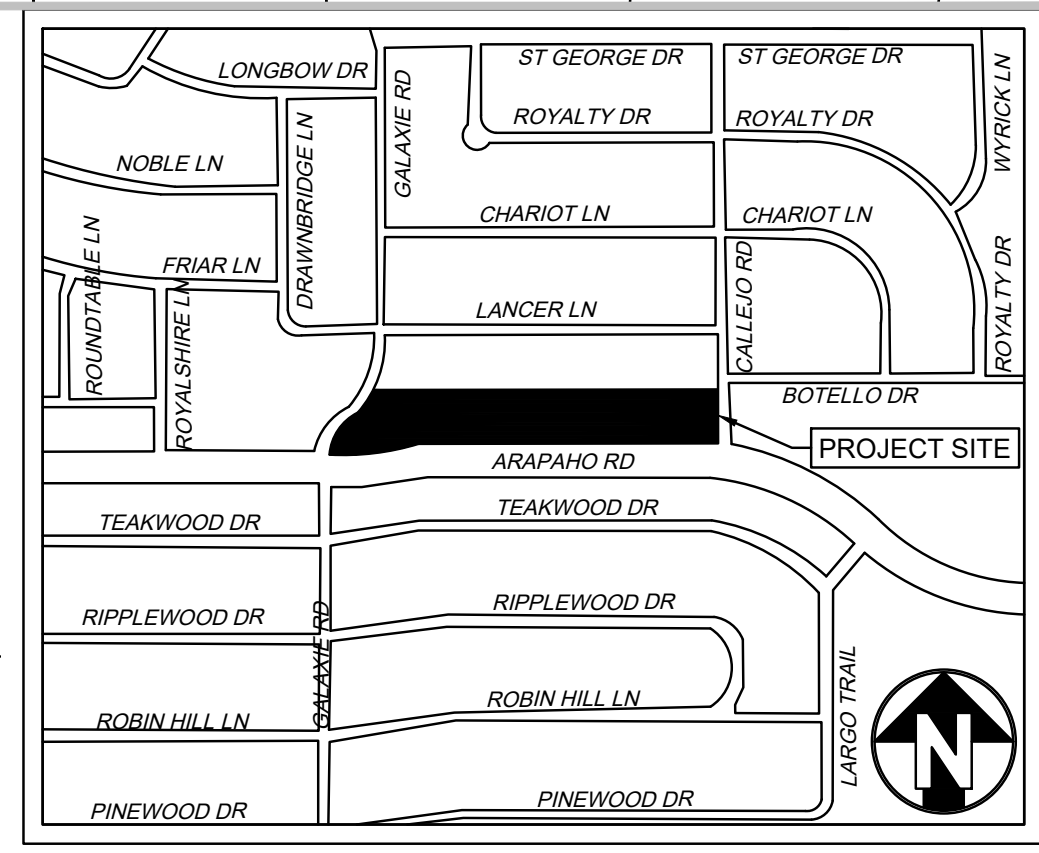 LONGBOW DR
ST GEORGE DR
ST GEORGE DR
GALAXIE RD
WYRICK LN
ROYALTY DR
ROYALTY DR
DRAWNBRIDGE LN
NOBLE LN
CHARIOT LN
CHARIOT LN
ROUNDTABLE LN
FRIAR LN
ROYALSHIRE LN
LANCER LN
CALLEJO RD
ROYALTY DR
BOTELLO DR
PROJECT SITE
ARAPAHO RD
TEAKWOOD DR
TEAKWOOD DR
RIPPLEWOOD DR
RIPPLEWOOD DR
GALAXIE RD
ROBIN HILL LN
ROBIN HILL LN
LARGO TRAIL
N
PINEWOOD DR
PINEWOOD DR